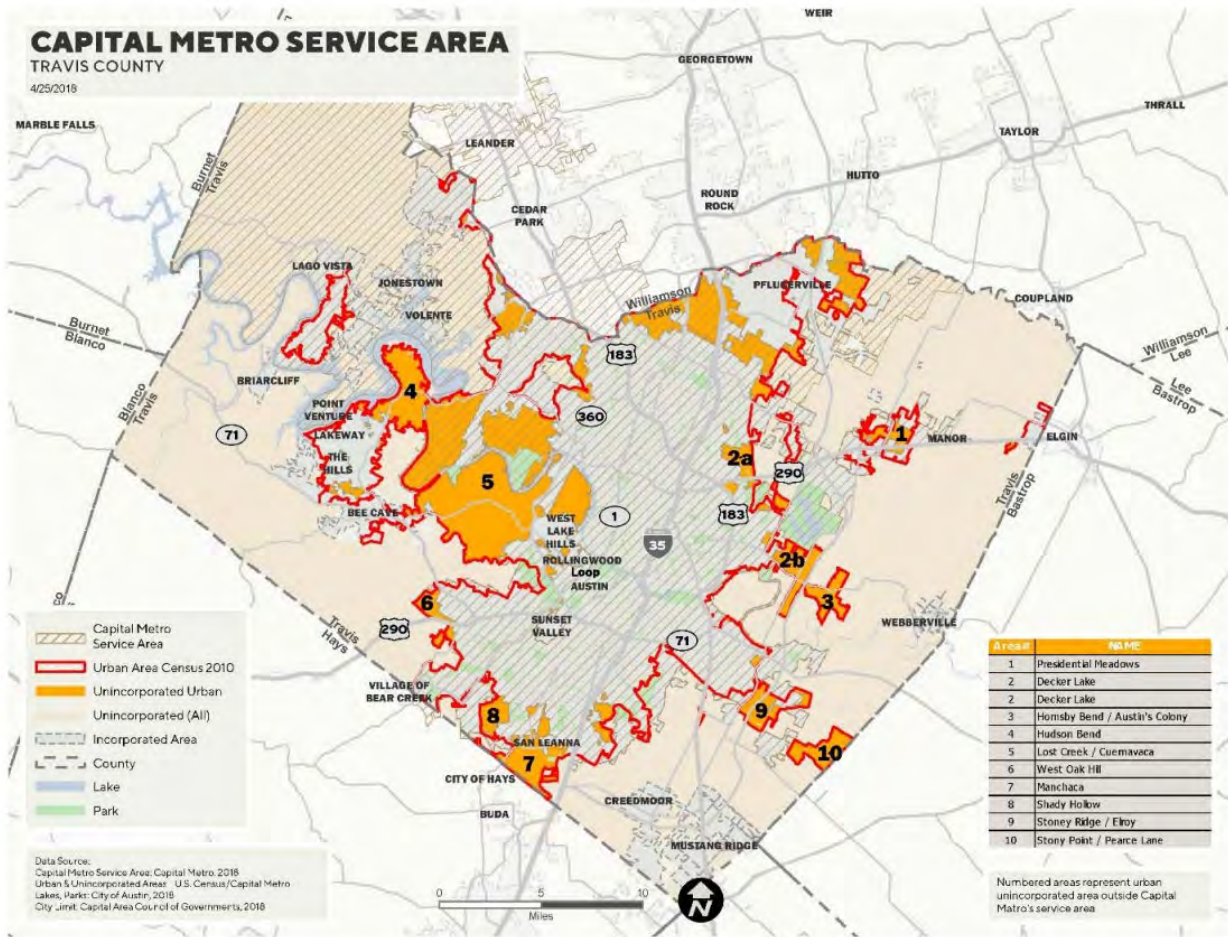 CAPITAL METRO SERVICE AREA
TRAVIS COUNTY
4/25/2018
WEIR
GEORGETOWN
MARBLE FALLS
THRALL
TAYLOR
LEANDER
HUTTO
Burnet
Travis
ROUND
ROCK
CEDAR
PARK
LAGO VISTA
JONESTOWN
PFLUGERVILLE
COUPLAND
VOLENTE
Williamson
Travis
Burnet
Blanco
183
Williamson
Lee
BRIARCLIFF
4
Lee
Bastrop
Blanco
Travis
POINT
VENTURE
360
71
LAKEWAY
1
MANOR
ELGIN
THE
HILLS
2a
290
5
Travis
Bastrop
BEE CAVE
WEST
LAKE
HILLS
1
183
35
ROLLINGWOOD
Loop
AUSTIN
2b
6
3
SUNSET
VALLEY
WEBBERVILLE
290
Travis
Hays
71
VILLAGE OF
BEAR CREEK
8
9
SAN LEANNA
7
10
CITY OF HAYS
CREEDMOOR
BUDA
MUSTANG RIDGE
Capital Metro
Service Area
Urban Area Census 2010
Unincorporated Urban
Unincorporated (All)
Incorporated Area
County
Lake
Park
Area# NAME
1 Presidential Meadows
2 Decker Lake
2 Decker Lake
3 Hornsby Bend / Austin's Colony
4 Hudson Bend
5 Lost Creek / Cuernavaca
6 West Oak Hill
7 Manchaca
8 Shady Hollow
9 Stoney Ridge / Elroy
10 Stony Point / Pearce Lane
Data Source:
Capital Metro Service Area: Capital Metro, 2018
Urban & Unincorporated Areas U.S. Census/Capital Metro
Lakes, Parks: City of Austin, 2018
City Limit: Capital Area Council of Governments, 2018
0 5 10
Miles
N
Numbered areas represent urban
unincorporated area outside Capital
Metro's service area